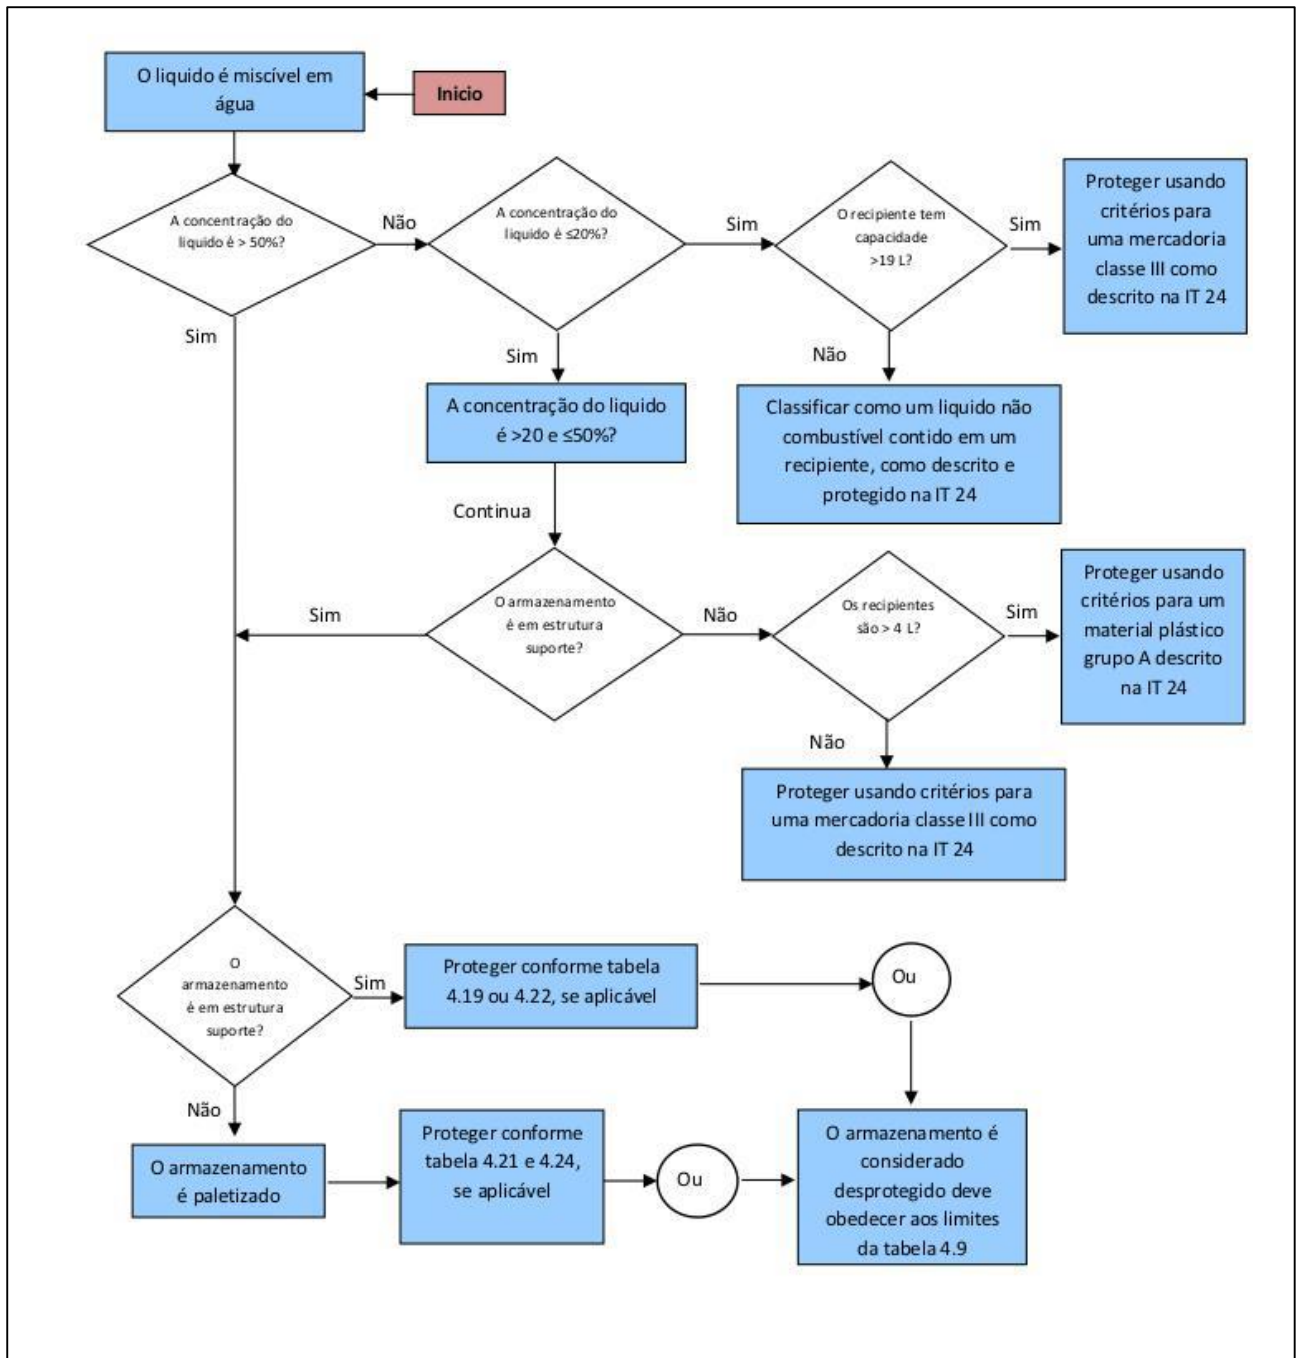 O liquido é miscível em
água
Inicio
A concentração do
liquido é > 50%?
Não
A concentração do
liquido é ≤20%?
Sim
O recipiente tem
capacidade
>19 L?
Sim
Proteger usando
critérios para
uma mercadoria
classe III como
descrito na IT 24
Sim
Sim
Não
A concentração do liquido
é >20 e ≤50%?
Classificar como um liquido não
combustível contido em um
recipiente, como descrito e
protegido na IT 24
Continua
Sim
O armazenamento
é em estrutura
suporte?
Não
Os recipientes
são > 4 L?
Sim
Proteger usando
critérios para um
material plástico
grupo A descrito
na IT 24
Não
Proteger usando critérios para
uma mercadoria classe III como
descrito na IT 24
O
armazenamento
é em estrutura
suporte?
Sim
Proteger conforme tabela
4.19 ou 4.22, se aplicável
Ou
Não
O armazenamento
é paletizado
Proteger conforme
tabela 4.21 e 4.24,
se aplicável
Ou
O armazenamento é
considerado
desprotegido deve
obedecer aos limites
da tabela 4.9